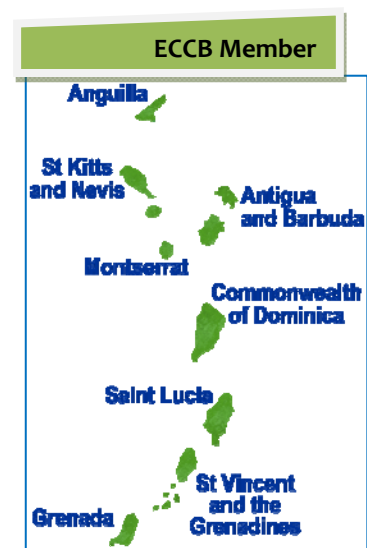 ECCB Member
Anguilla
St Kitts
and Nevis
Antigua
and Barbuda
Montserrat
Commonwealth
of Dominica
Saint Lucia
St Vincent
and the
Grenadines
Grenada